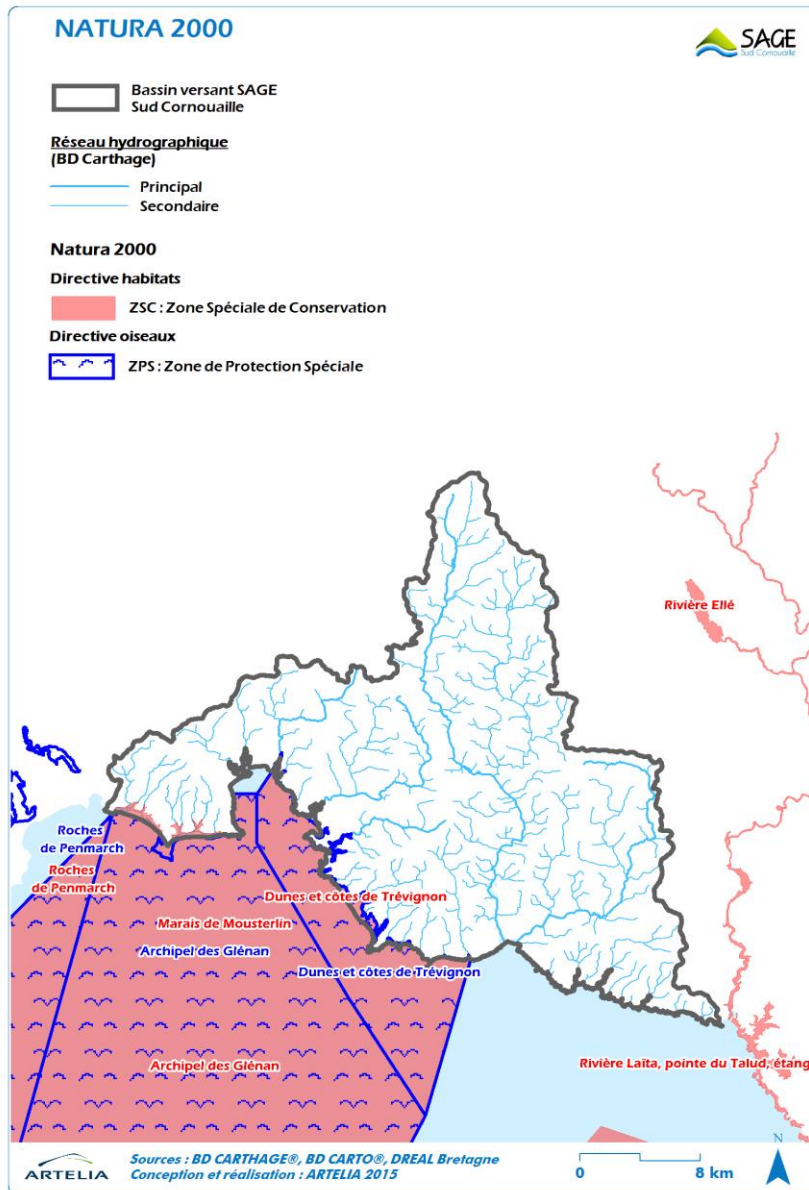 NATURA 2000
SAGE
Sud Cornouaille
Bassin versant SAGE
Sud Cornouaille
Réseau hydrographique
(BD Carthage)
Principal
Secondaire
Natura 2000
Directive habitats
ZSC : Zone Spéciale de Conservation
Directive oiseaux
ZPS : Zone de Protection Spéciale
Rivière Ellé
Roches
de Penmarch
Roches
de Penmarch
Dunes et côtes de Trévignon
Marais de Mousterlin
Archipel des Glénan
Dunes et côtes de Trévignon
Archipel des Glénan
Rivière Laïta, pointe du Talud, étang
ARTELIA
Sources : BD CARTHAGE®, BD CARTO®, DREAL Bretagne
Conception et réalisation : ARTELIA 2015
0 8 km
N